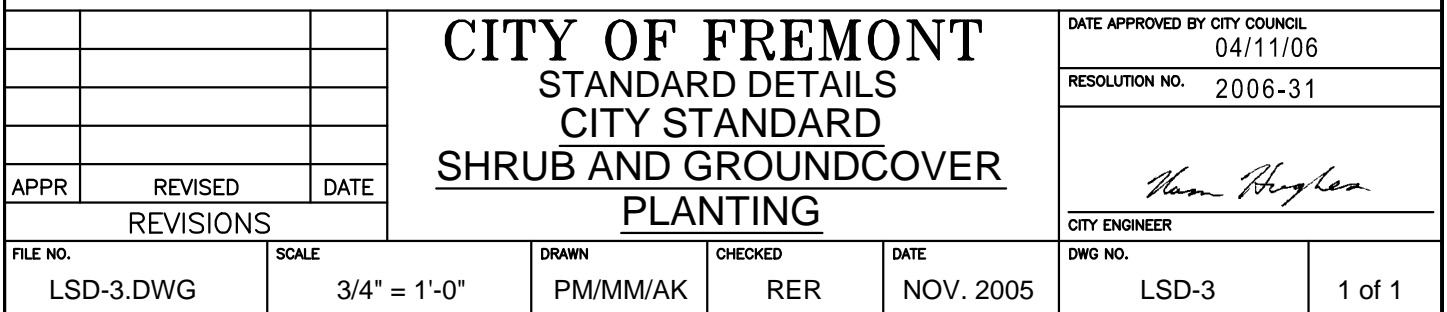 CITY OF FREMONT
STANDARD DETAILS
CITY STANDARD
SHRUB AND GROUNDCOVER
PLANTING
APPR REVISED DATE
REVISIONS
DATE APPROVED BY CITY COUNCIL
04/11/06
RESOLUTION NO. 2006-31
Hughes
CITY ENGINEER
FILE NO.
LSD-3.DWG
SCALE
3/4" = 1'-0"
DRAWN
PM/MM/AK
CHECKED
RER
DATE
NOV. 2005
DWG NO.
LSD-3
1 of 1